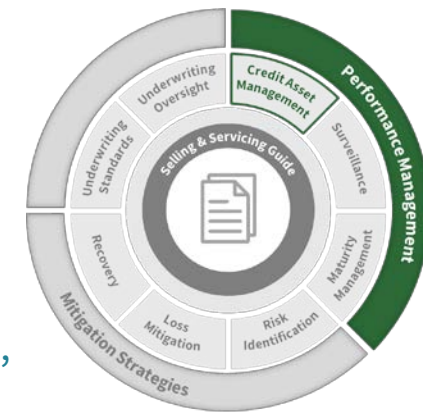 Performance Management
Mitigation Strategies
Underwriting
Oversight
Credit Asset
Management
Surveillance
Maturity
Management
Risk
Identification
Loss
Mitigation
Recovery
Underwriting
Standards
Selling & Servicing Guide
,